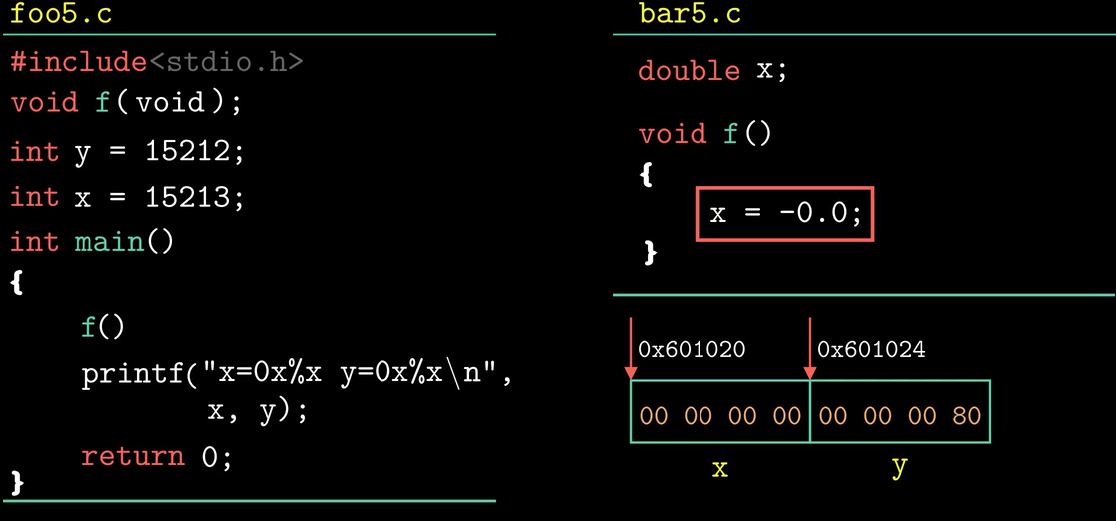 foo5.c
#include<stdio.h>
void f(void);
int y = 15212;
int x = 15213;
int main()
{
f()
printf("x=0x%x y=0x%x\n",
x, y);
return 0;
}
bar5.c
double x;
void f()
{
x = -0.0;
}
0x601020 0x601024
00 00 00 00 00 00 00 80
x y